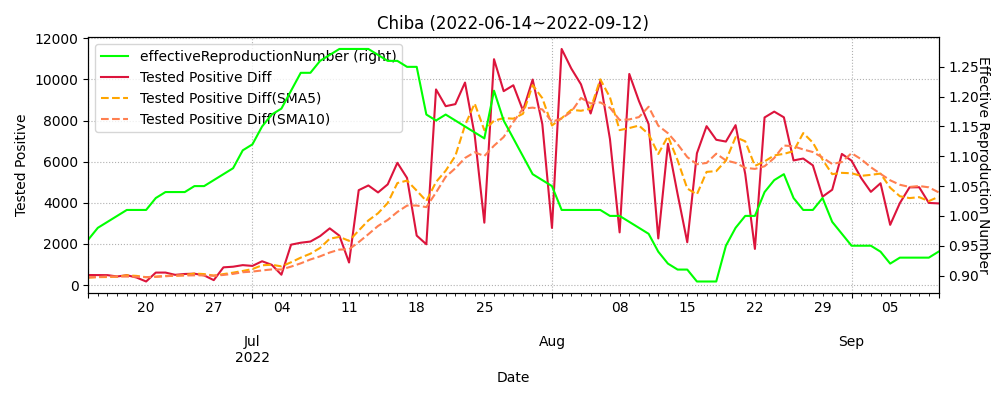 Chiba (2022-06-14~2022-09-12)
effectiveReproductionNumber (right)
Tested Positive Diff
Tested Positive Diff(SMA5)
Tested Positive Diff(SMA10)
Tested Positive
12000
10000
8000
6000
4000
2000
0
Effective Reproduction Number
1.25
1.20
1.15
1.10
1.05
1.00
0.95
0.90
20 27 04 11 18 25 08 15 22 29 05
Jul Aug Sep
2022
Date